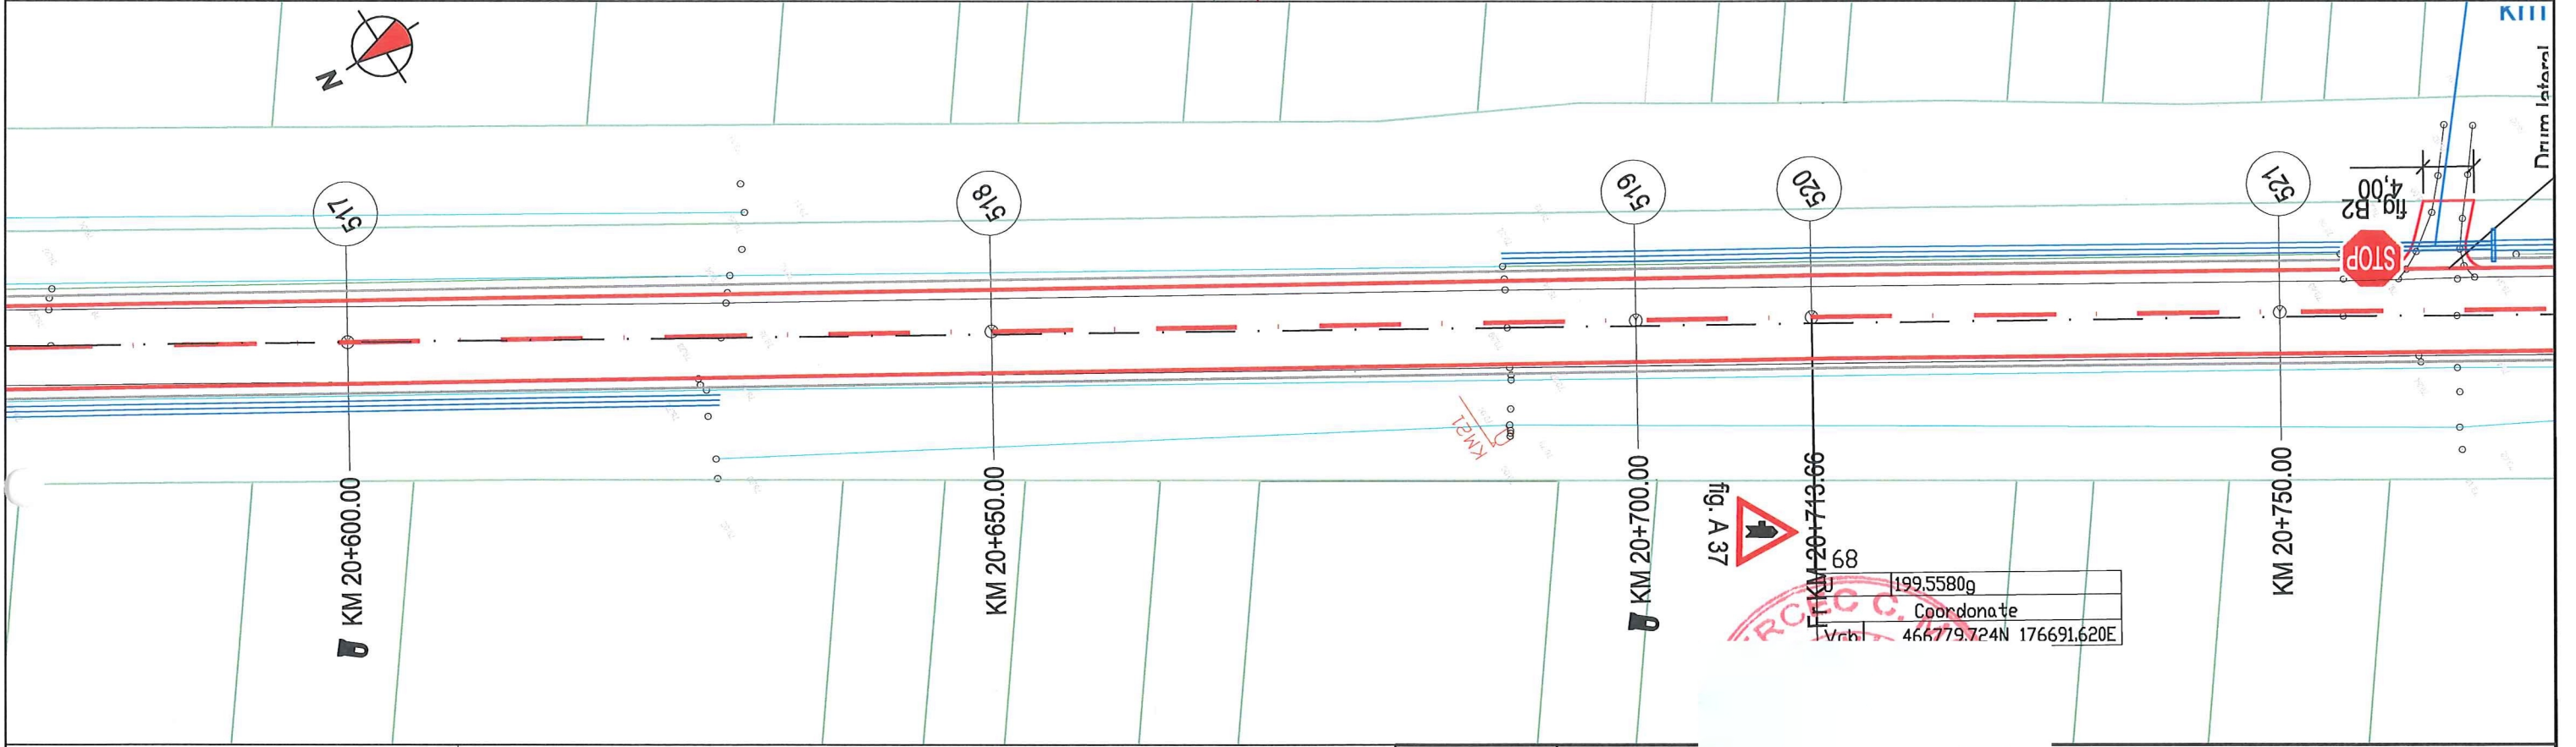 N
517
518
519
520
521
4,00
fig. B2
STOP
Drum lateral
KM21
KM 20+600.00
KM 20+650.00
KM 20+700.00
KM 20+713.66
KM 20+750.00
fig. A 37
68
U 199.5580g
Coordonate
466779.724N 176691.620E